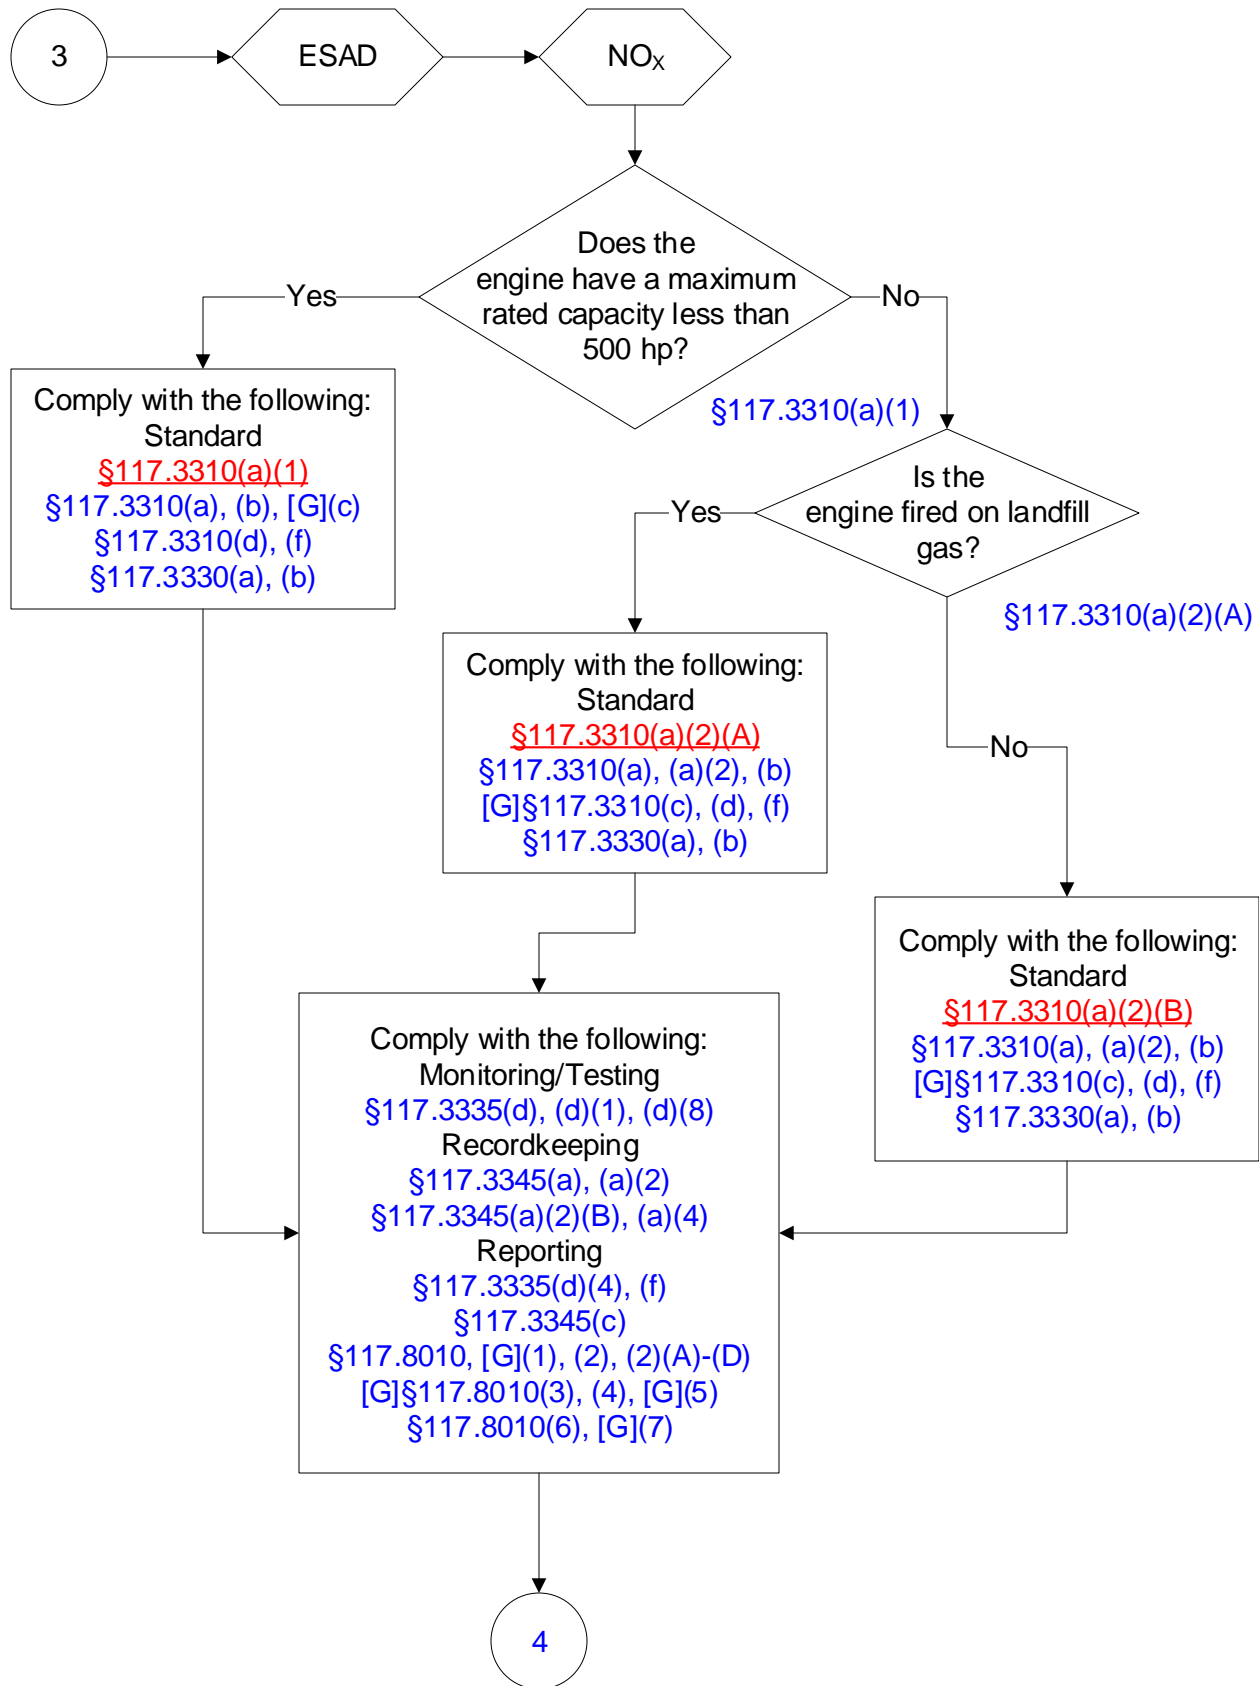 3
ESAD
NOX
Does the
engine have a maximum
rated capacity less than
500 hp?
Yes
No
§117.3310(a)(1)
Comply with the following:
Standard
§117.3310(a)(1)
§117.3310(a), (b), [G](c)
§117.3310(d), (f)
§117.3330(a), (b)
Is the
engine fired on landfill
gas?
Yes
§117.3310(a)(2)(A)
No
Comply with the following:
Standard
§117.3310(a)(2)(A)
§117.3310(a), (a)(2), (b)
[G]§117.3310(c), (d), (f)
§117.3330(a), (b)
Comply with the following:
Standard
§117.3310(a)(2)(B)
§117.3310(a), (a)(2), (b)
[G]§117.3310(c), (d), (f)
§117.3330(a), (b)
Comply with the following:
Monitoring/Testing
§117.3335(d), (d)(1), (d)(8)
Recordkeeping
§117.3345(a), (a)(2)
§117.3345(a)(2)(B), (a)(4)
Reporting
§117.3335(d)(4), (f)
§117.3345(c)
§117.8010, [G](1), (2), (2)(A)-(D)
[G]§117.8010(3), (4), [G](5)
§117.8010(6), [G](7)
4